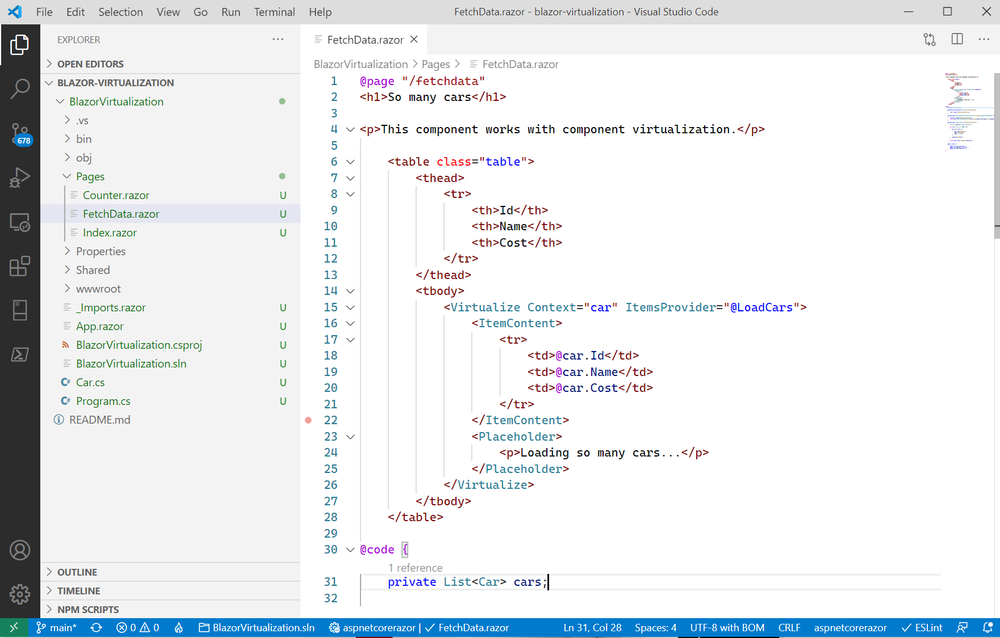 File Edit Selection View Go Run Terminal Help FetchData.razor - blazor-virtualization - Visual Studio Code
EXPLORER ···
OPEN EDITORS
BLAZOR-VIRTUALIZATION
BlazorVirtualization
.vs
bin
obj
Pages
Counter.razor U
FetchData.razor U
Index.razor U
Properties
Shared
wwwroot
_Imports.razor U
App.razor U
BlazorVirtualization.csproj U
BlazorVirtualization.sln U
C# Car.cs U
C# Program.cs U
README.md
OUTLINE
TIMELINE
NPM SCRIPTS
678
FetchData.razor
BlazorVirtualization > Pages > FetchData.razor
1 @page "/fetchdata"
2 <h1>So many cars</h1>
3
4 <p>This component works with component virtualization.</p>
5
6 <table class="table">
7 <thead>
8 <tr>
9 <th>Id</th>
10 <th>Name</th>
11 <th>Cost</th>
12 </tr>
13 </thead>
14 <tbody>
15 <Virtualize Context="car" ItemsProvider="@LoadCars">
16 <ItemContent>
17 <tr>
18 <td>@car.Id</td>
19 <td>@car.Name</td>
20 <td>@car.Cost</td>
21 </tr>
22 </ItemContent>
23 <Placeholder>
24 <p>Loading so many cars...</p>
25 </Placeholder>
26 </Virtualize>
27 </tbody>
28 </table>
29
30 @code {
1 reference
31 private List<Car> cars;
32
main* 0 0 BlazorVirtualization.sln aspnetcorerazor | ✓ FetchData.razor Ln 31, Col 28 Spaces: 4 UTF-8 with BOM CRLF aspnetcorerazor ✓ ESLint